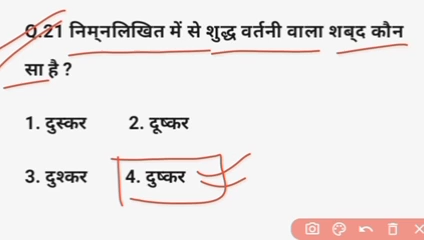 Q.21 निम्नलिखित में से शुद्ध वर्तनी वाला शब्द कौन
सा है ?
1. दुस्कर 2. दूष्कर
3. दुश्कर 4. दुष्कर